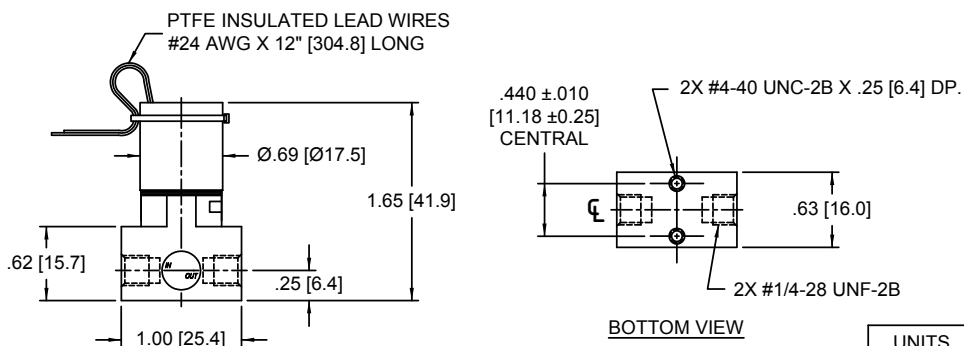 PTFE INSULATED LEAD WIRES
#24 AWG X 12" [304.8] LONG
Ø.69 [Ø17.5]
1.65 [41.9]
.62 [15.7]
IN
OUT
.25 [6.4]
1.00 [25.4]
.440 ±.010
[11.18 ±0.25]
CENTRAL
2X #4-40 UNC-2B X .25 [6.4] DP.
℄
.63 [16.0]
2X #1/4-28 UNF-2B
BOTTOM VIEW
UNITS